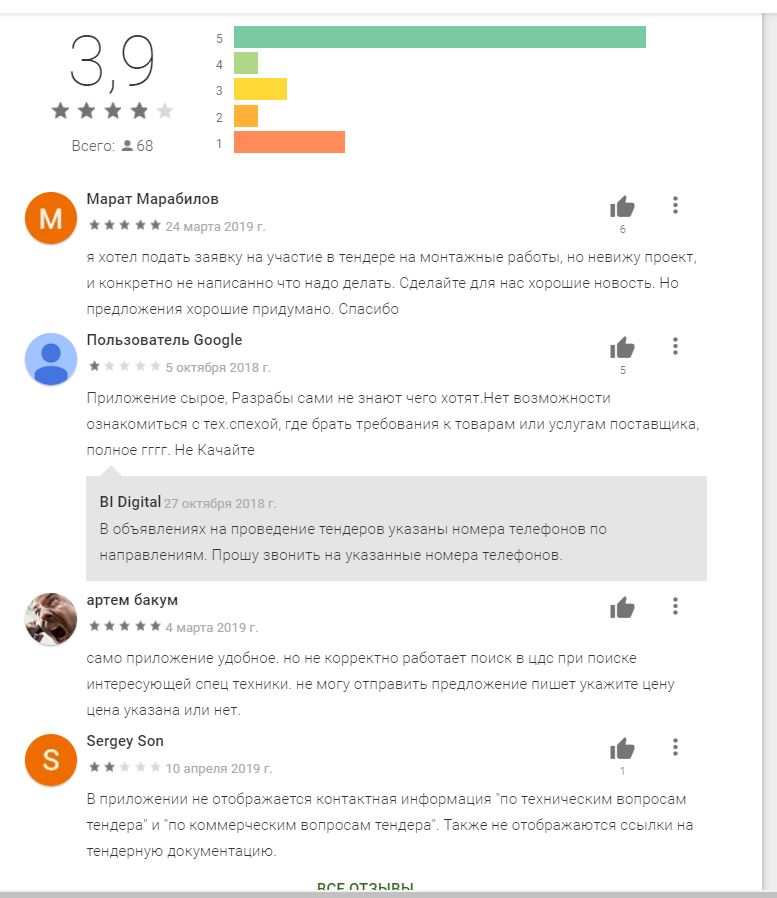 3,9
Всего: 68
5
4
3
2
1
М
Марат Марабилов
24 марта 2019 г.
6
я хотел подать заявку на участие в тендере на монтажные работы, но невижу проект,
и конкретно не написанно что надо делать. Сделайте для нас хорошие новость. Но
предложения хорошие придумано. Спасибо
Пользователь Google
5 октября 2018 г.
5
Приложение сырое, Разрабы сами не знают чего хотят.Нет возможности
ознакомиться с тех.спехой, где брать требования к товарам или услугам поставщика,
полное гггг. Не Качайте
BI Digital 27 октября 2018 г.
В объявлениях на проведение тендеров указаны номера телефонов по
направлениям. Прошу звонить на указанные номера телефонов.
артем бакум
4 марта 2019 г.
само приложение удобное. но не корректно работает поиск в цдс при поиске
интересующей спец техники. не могу отправить предложение пишет укажите цену
цена указана или нет.
S
Sergey Son
10 апреля 2019 г.
1
В приложении не отображается контактная информация "по техническим вопросам
тендера" и "по коммерческим вопросам тендера". Также не отображаются ссылки на
тендерную документацию.
ВСЕ ОТЗЫВЫ